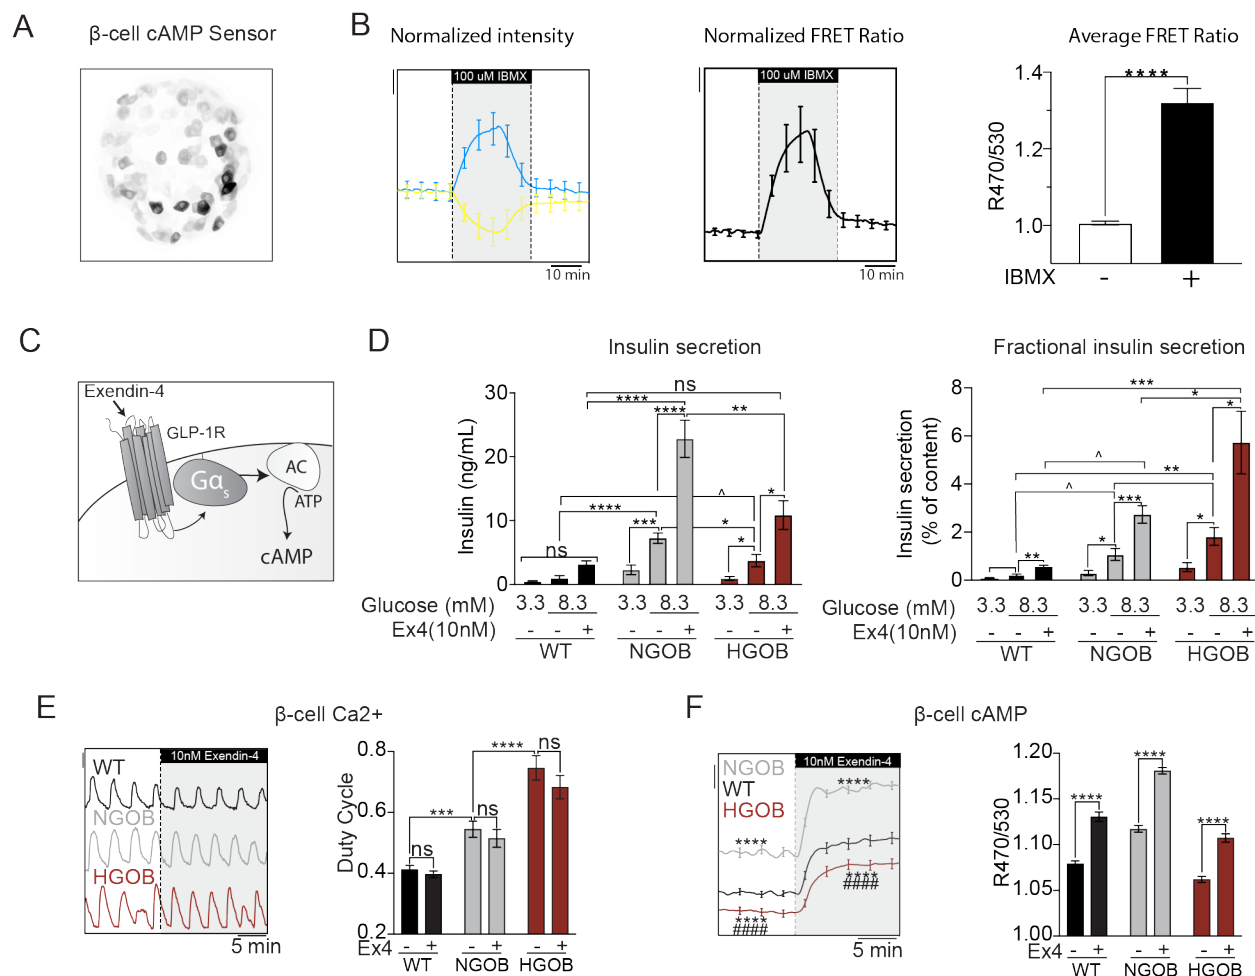 A
β-cell cAMP Sensor
B
Normalized intensity
100 uM IBMX
10 min
Normalized FRET Ratio
100 uM IBMX
10 min
Average FRET Ratio
1.4
1.2
1.0
R470/530
****
IBMX - +
C
Exendin-4
GLP-1R
Gαs
AC
ATP
cAMP
D
Insulin secretion
Insulin (ng/mL)
30
20
10
0
ns
****
**** **
^
****
*** * *
ns *
3.3 8.3 3.3 8.3 3.3 8.3
Glucose (mM)
Ex4(10nM) - - + - - + - - +
WT NGOB HGOB
Fractional insulin secretion
Insulin secretion
(% of content)
8
6
4
2
0
***
*
*
^
**
^
***
* *
**
Glucose (mM) 3.3 8.3 3.3 8.3 3.3 8.3
Ex4(10nM) - - + - - + - - +
WT NGOB HGOB
E
β-cell Ca2+
10nM Exendin-4
WT
NGOB
HGOB
5 min
Duty Cycle
0.8
0.6
0.4
0.2
**** ns
*** ns
ns
Ex4 - + - + - +
WT NGOB HGOB
F
β-cell cAMP
10nM Exendin-4
NGOB
WT
HGOB
****
****
****
####
****
####
5 min
R470/530
1.20
1.15
1.10
1.05
1.00
****
****
****
Ex4 - + - + - +
WT NGOB HGOB